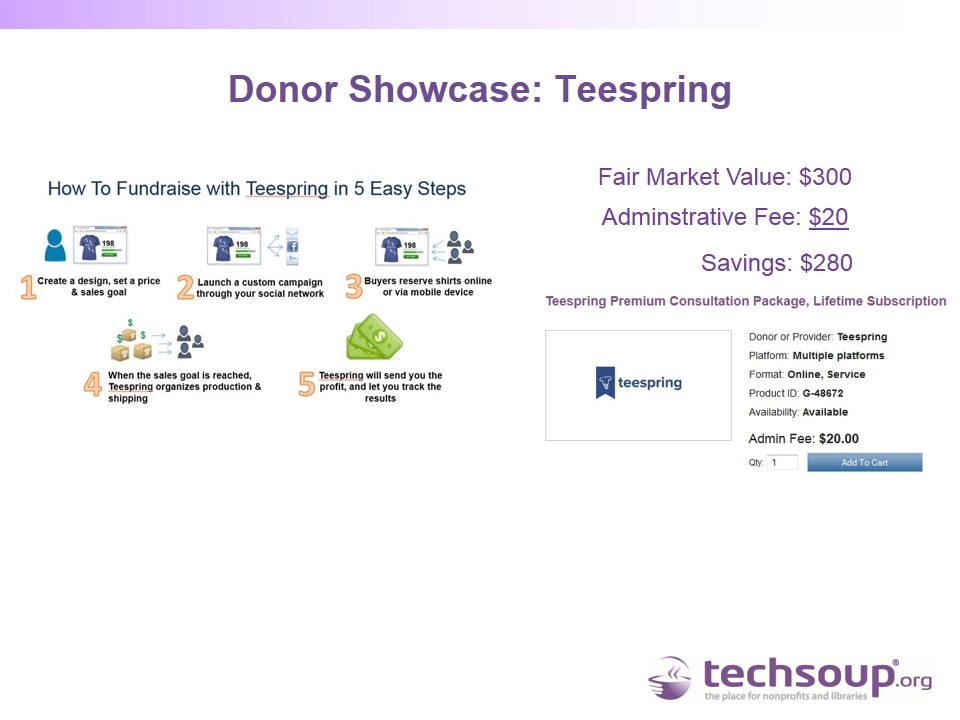 Donor Showcase: Teespring
How To Fundraise with Teespring in 5 Easy Steps
198
1 Create a design, set a price
& sales goal
198
2 Launch a custom campaign
through your social network
198
3 Buyers reserve shirts online
or via mobile device
4 When the sales goal is reached,
Teespring organizes production &
shipping
5 Teespring will send you the
profit, and let you track the
results
Fair Market Value: $300
Adminstrative Fee: $20
Savings: $280
Teespring Premium Consultation Package, Lifetime Subscription
teespring
Donor or Provider: Teespring
Platform: Multiple platforms
Format: Online, Service
Product ID: G-48672
Availability: Available
Admin Fee: $20.00
Qty: 1 Add To Cart
techsoup®.org
the place for nonprofits and libraries